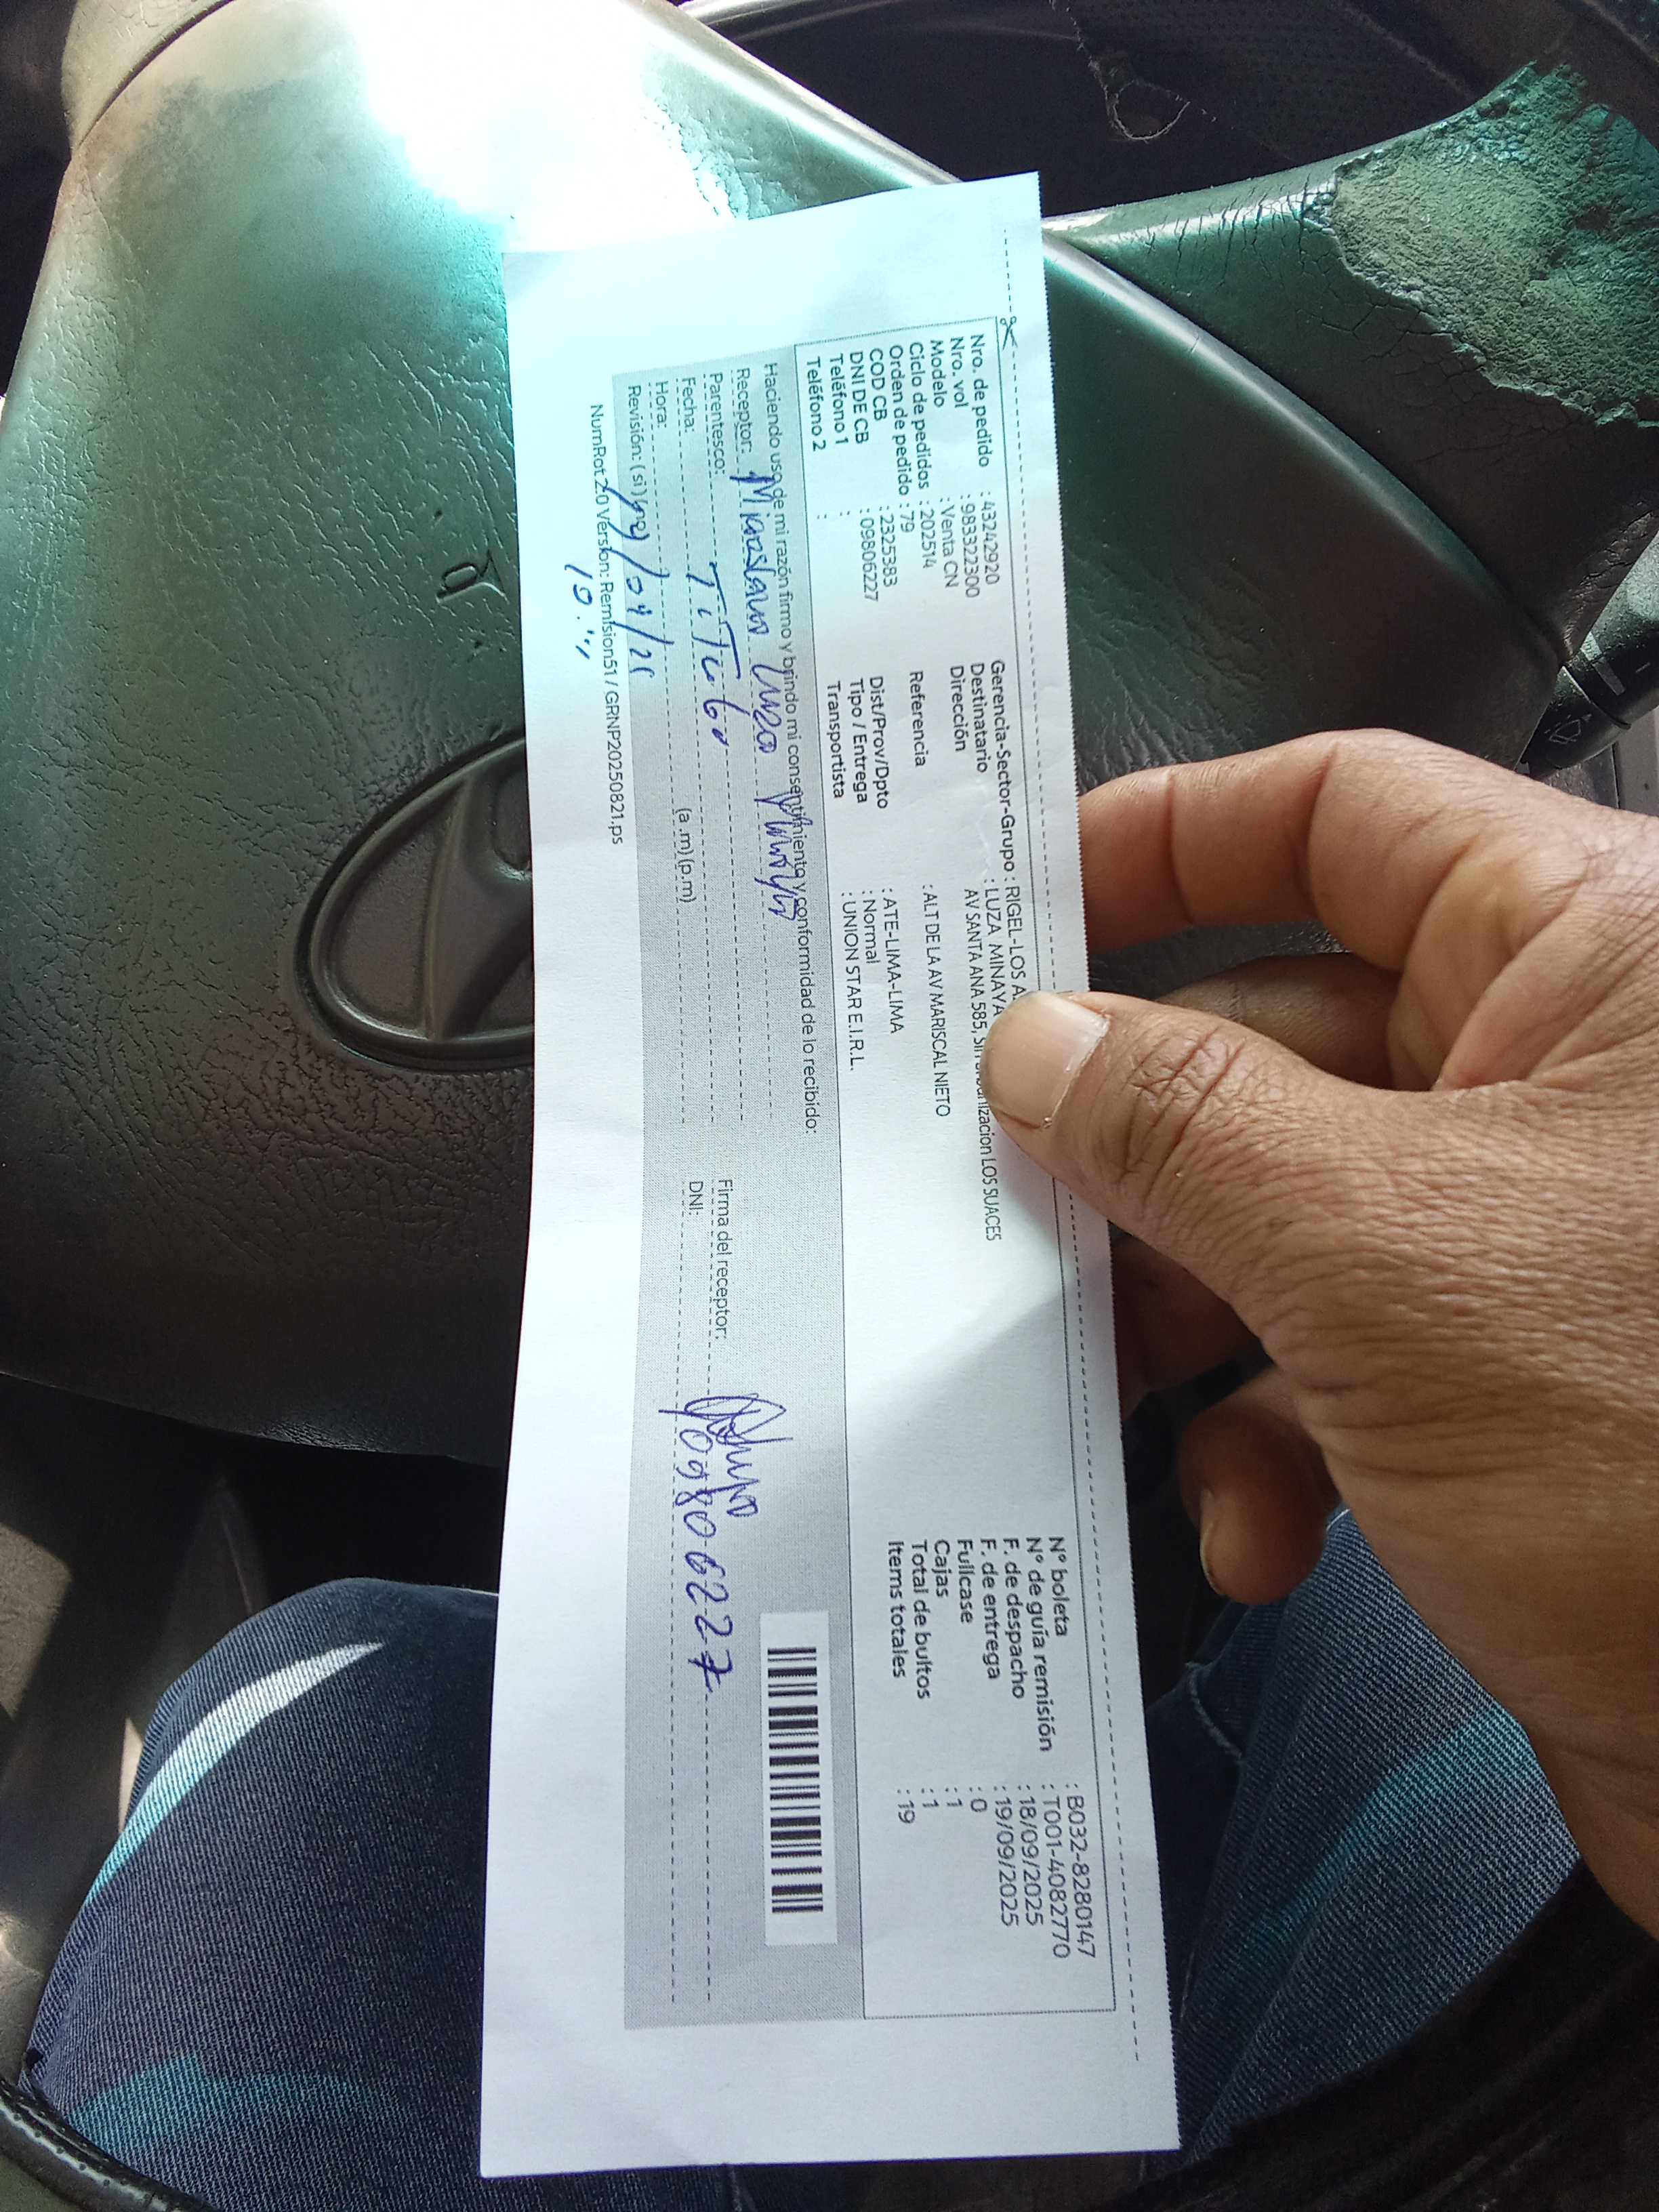 Nro. de pedido : 43242920
Nro. vol : 983322300
Modelo : Venta CN
Ciclo de pedidos : 202514
Orden de pedido : 79
COD CB : 2325383
DNI DE CB : 09806227
Teléfono 1 :
Teléfono 2 :
Gerencia-Sector-Grupo : RIGEL-LOS
Destinatario : LUZA MINAYA
Dirección AV SANTA ANA 585, LOS SUACES
Referencia : ALT DE LA AV MARISCAL NIETO
Dist/Prov/Dpto : ATE-LIMA-LIMA
Tipo / Entrega : Normal
Transportista : UNION STAR E.I.R.L.
N° boleta : B032-8280147
N° de guía remisión : T001-4082770
F. de despacho : 18/09/2025
F. de entrega : 19/09/2025
Fullcase : 0
Cajas : 1
Total de bultos : 1
Items totales : 19
Haciendo uso de mi razón firmo y brindo mi consentimiento y conformidad de lo recibido:
Receptor: Luza
Parentesco: TiTular
Fecha:
Hora: (a.m) (p.m)
Revisión: (si) (no)
Firma del receptor:
DNI: 09806227
NumRot2.0 Versión: Remision51 / GRNP20250821.ps